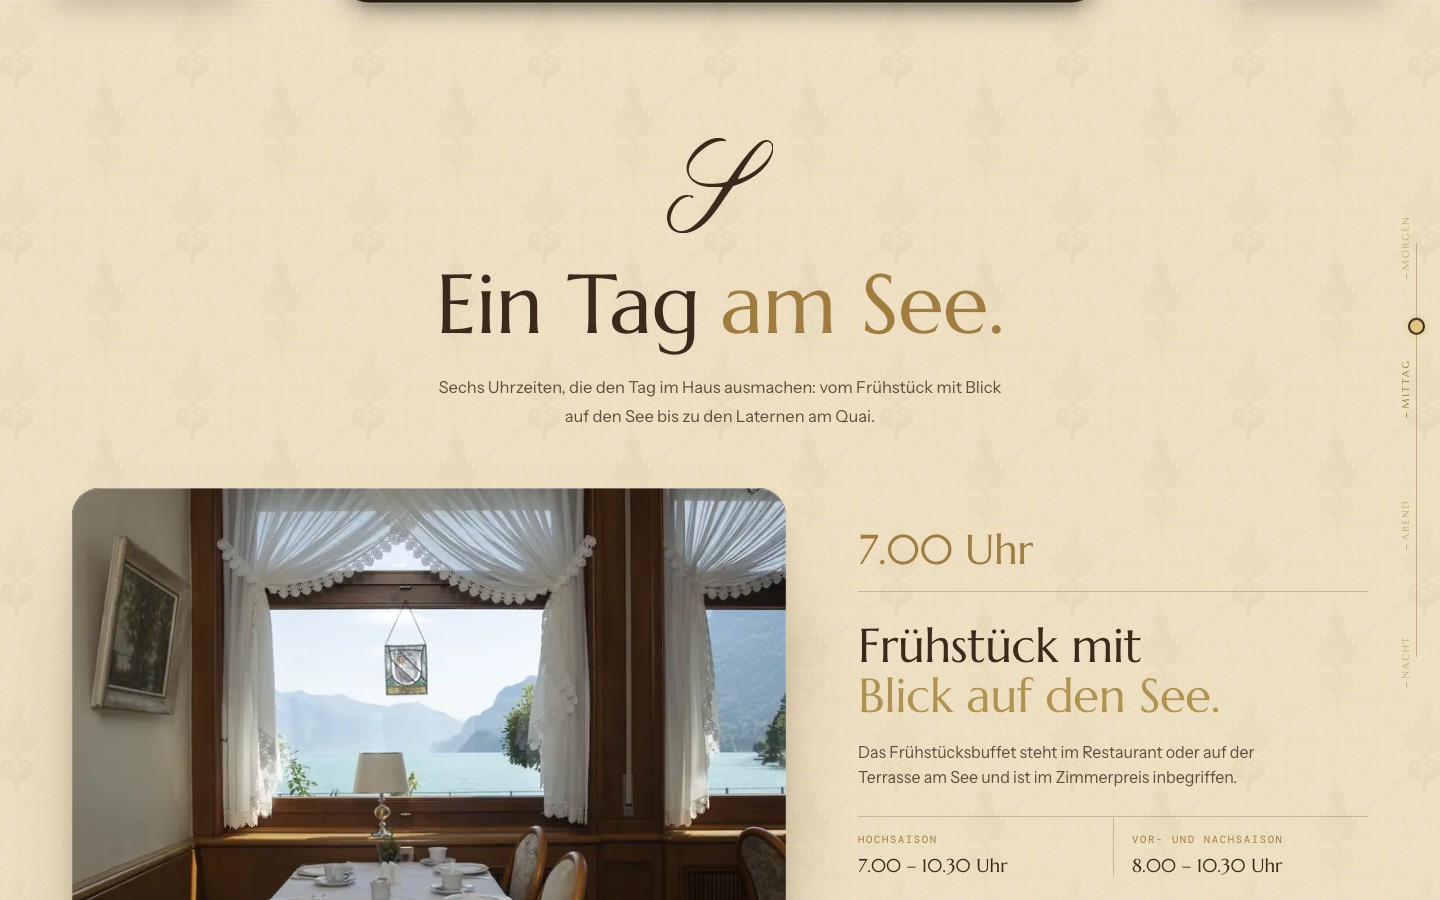 S
Ein Tag am See.
Sechs Uhrzeiten, die den Tag im Haus ausmachen: vom Frühstück mit Blick
auf den See bis zu den Laternen am Quai.
7.00 Uhr
Frühstück mit
Blick auf den See.
Das Frühstücksbuffet steht im Restaurant oder auf der
Terrasse am See und ist im Zimmerpreis inbegriffen.
HOCHSAISON
7.00 – 10.30 Uhr
VOR- UND NACHSAISON
8.00 – 10.30 Uhr
– MORGEN
– MITTAG
– ABEND
– NACHT